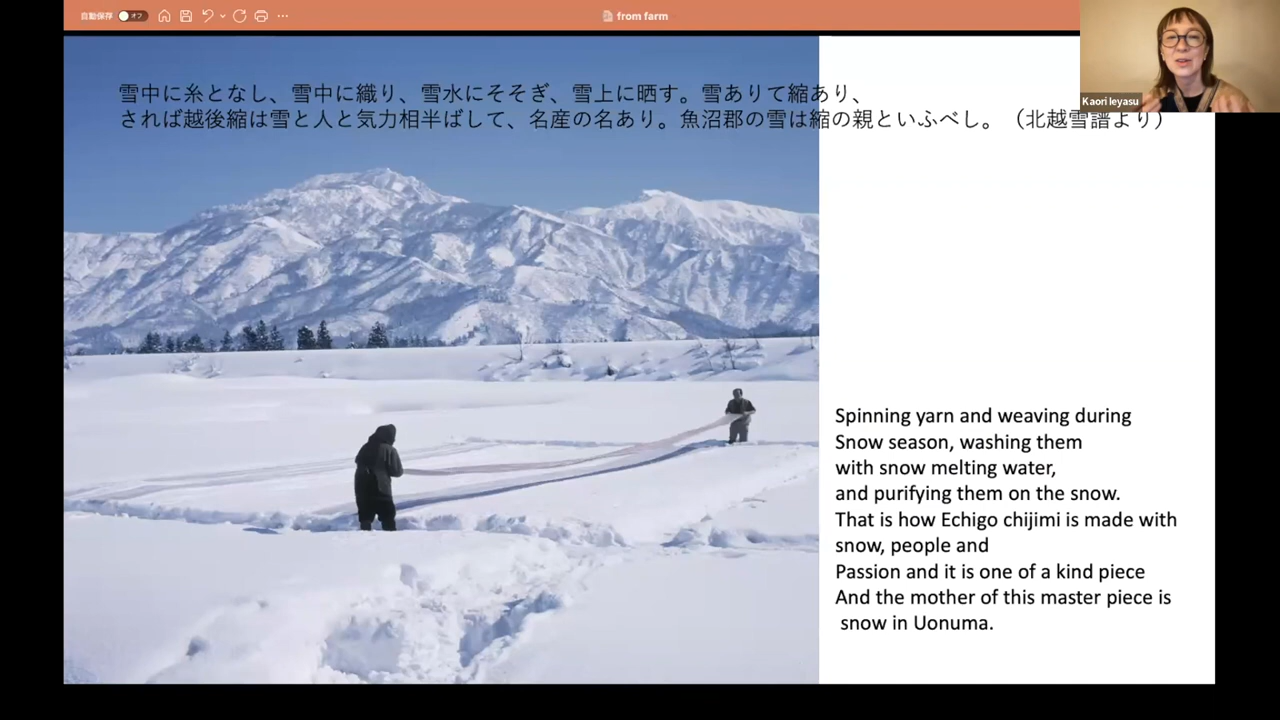 自動保存 オフ
from farm
Kaori Ieyasu
雪中に糸となし、雪中に織り、雪水にそそぎ、雪上に晒す。雪ありて縮あり、
されば越後縮は雪と人と気力相半ばして、名産の名あり。魚沼郡の雪は縮の親といふべし。（北越雪譜より）
Spinning yarn and weaving during
Snow season, washing them
with snow melting water,
and purifying them on the snow.
That is how Echigo chijimi is made with
snow, people and
Passion and it is one of a kind piece
And the mother of this master piece is
snow in Uonuma.